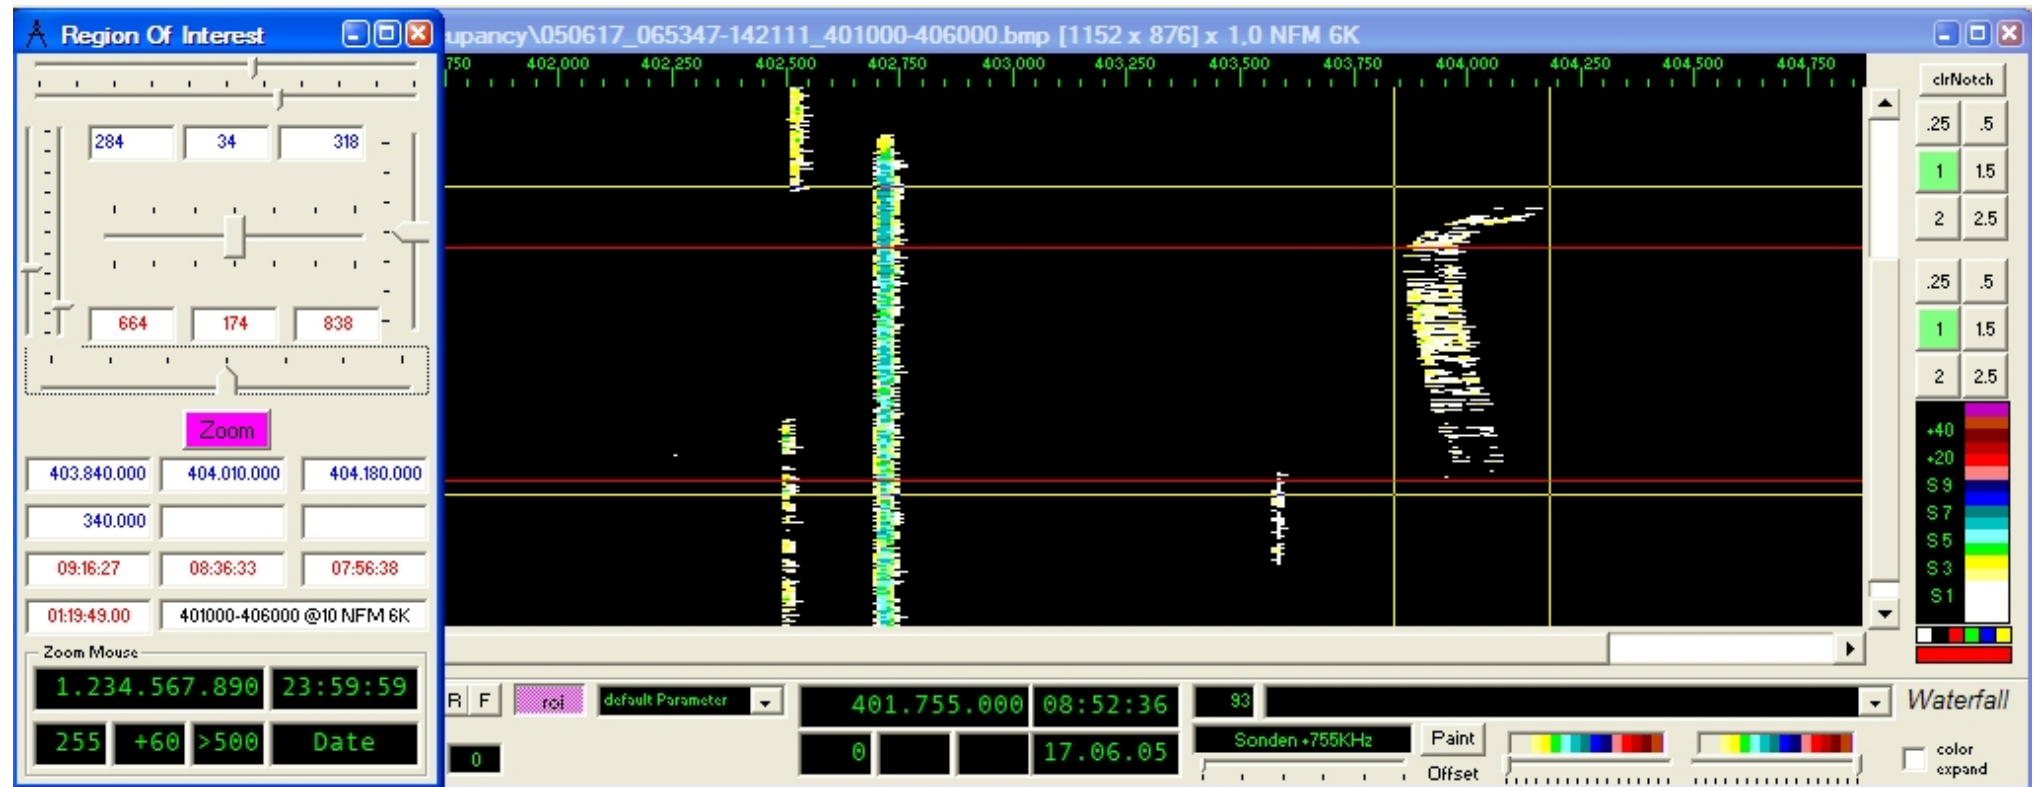 Region Of Interest
upancy\050617_065347-142111_401000-406000.bmp [1152 x 876] x 1,0 NFM 6K
750 402,000 402,250 402,500 402,750 403,000 403,250 403,500 403,750 404,000 404,250 404,500 404,750
clrNotch
284 34 318
.25 .5
1 1.5
2 2.5
664 174 838
.25 .5
1 1.5
2 2.5
Zoom
+40
+20
S 9
S 7
S 5
S 3
S 1
403.840.000 404.010.000 404.180.000
340.000
09:16:27 08:36:33 07:56:38
01:19:49.00 401000-406000 @10 NFM 6K
Zoom Mouse
1.234.567.890 23:59:59
255 +60 >500 Date
R F roi default Parameter 401.755.000 08:52:36 93 Waterfall
0 0 17.06.05 Sonden +755KHz Paint
Offset
color
expand